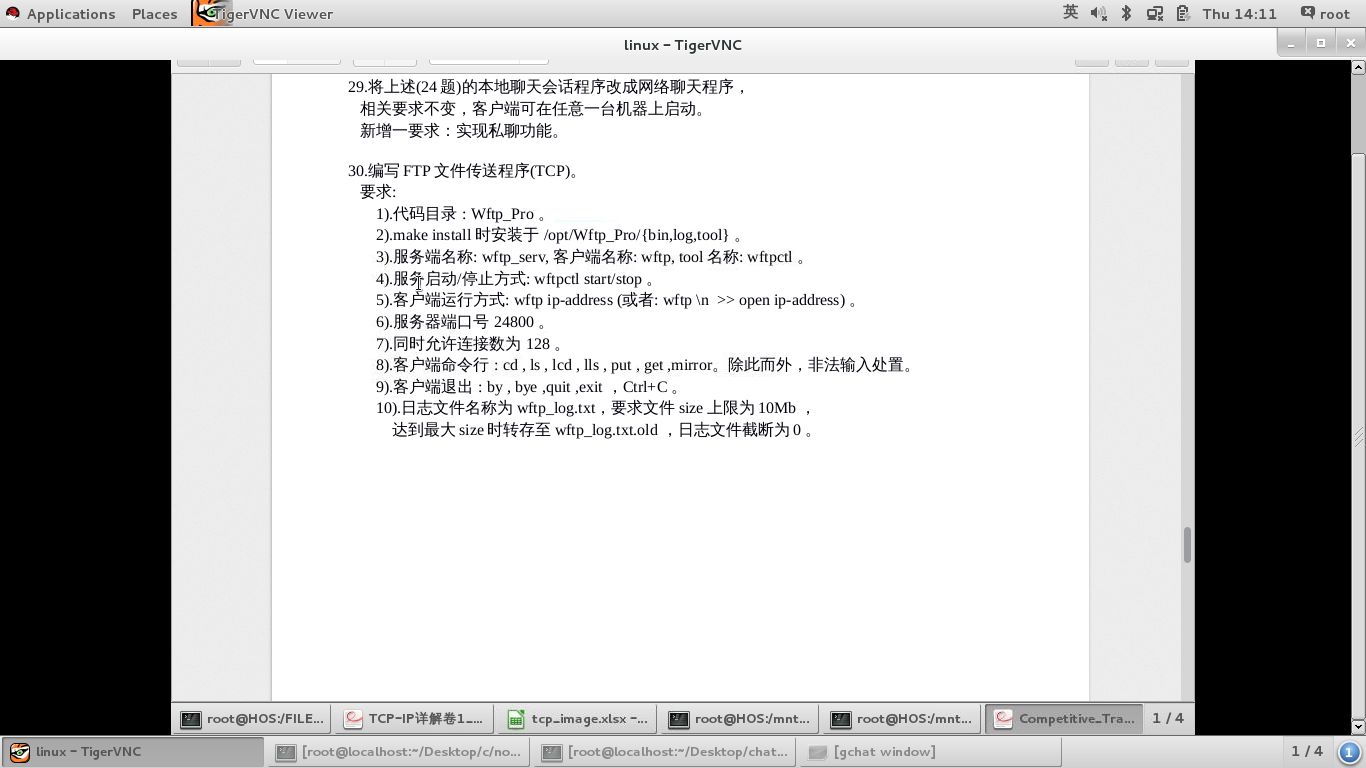 Applications Places TigerVNC Viewer 英 Thu 14:11 root
linux - TigerVNC
29.将上述(24 题)的本地聊天会话程序改成网络聊天程序，
相关要求不变，客户端可在任意一台机器上启动。
新增一要求：实现私聊功能。
30.编写 FTP 文件传送程序(TCP)。
要求:
1).代码目录：Wftp_Pro 。
2).make install 时安装于 /opt/Wftp_Pro/{bin,log,tool} 。
3).服务端名称: wftp_serv, 客户端名称: wftp, tool 名称: wftpctl 。
4).服务启动/停止方式: wftpctl start/stop 。
5).客户端运行方式: wftp ip-address (或者: wftp \n >> open ip-address) 。
6).服务器端口号 24800 。
7).同时允许连接数为 128 。
8).客户端命令行：cd , ls , lcd , lls , put , get ,mirror。除此而外，非法输入处置。
9).客户端退出：by , bye ,quit ,exit ，Ctrl+C 。
10).日志文件名称为 wftp_log.txt，要求文件 size 上限为 10Mb ，
达到最大 size 时转存至 wftp_log.txt.old ，日志文件截断为 0 。
root@HOS:/FILE... TCP-IP详解卷1_... tcp_image.xlsx -... root@HOS:/mnt... root@HOS:/mnt... Competitive_Tra... 1 / 4
linux - TigerVNC [root@localhost:~/Desktop/c/no... [root@localhost:~/Desktop/chat... [gchat window] 1 / 4 1